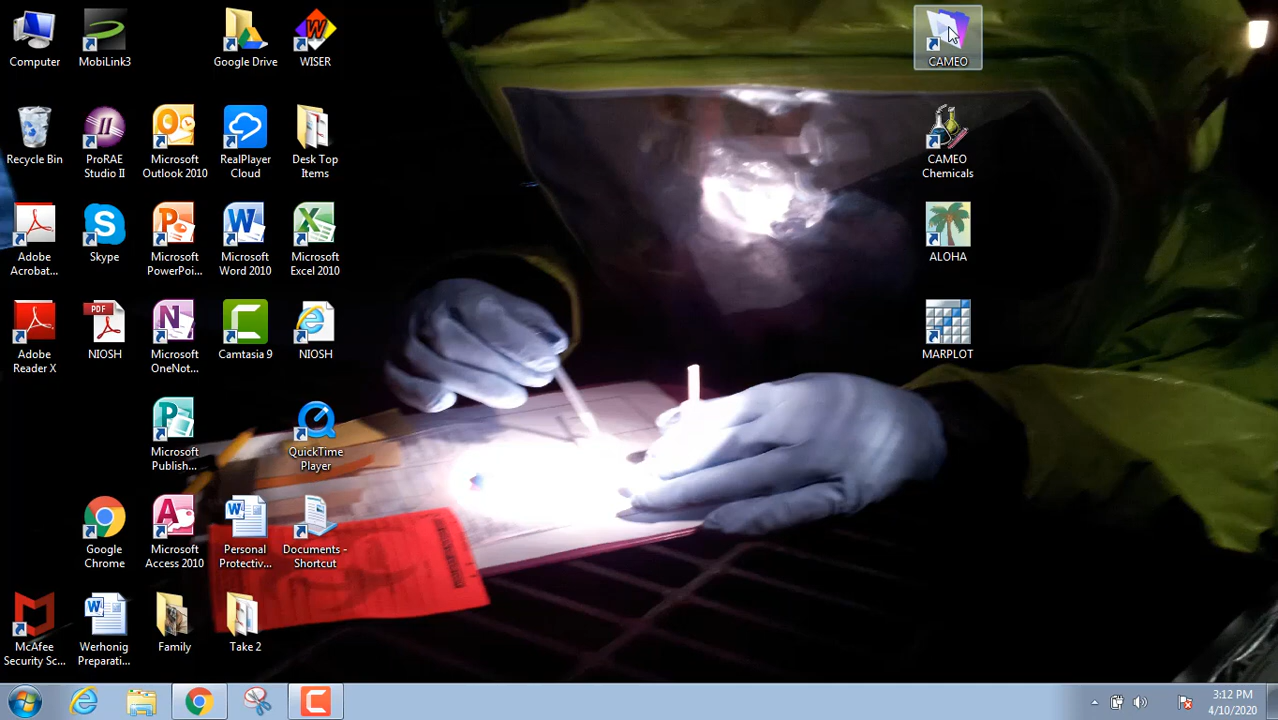 Computer
MobiLink3
Google Drive
WISER
CAMEO
Recycle Bin
ProRAE
Studio II
Microsoft
Outlook 2010
RealPlayer
Cloud
Desk Top
Items
CAMEO
Chemicals
Adobe
Acrobat...
Skype
Microsoft
PowerPoi...
Microsoft
Word 2010
Microsoft
Excel 2010
ALOHA
Adobe
Reader X
PDF
NIOSH
Microsoft
OneNot...
Camtasia 9
NIOSH
MARPLOT
Microsoft
Publish...
QuickTime
Player
Google
Chrome
Microsoft
Access 2010
Personal
Protectiv...
Documents -
Shortcut
McAfee
Security Sc...
Werhonig
Preparati...
Family
Take 2
3:12 PM
4/10/2020